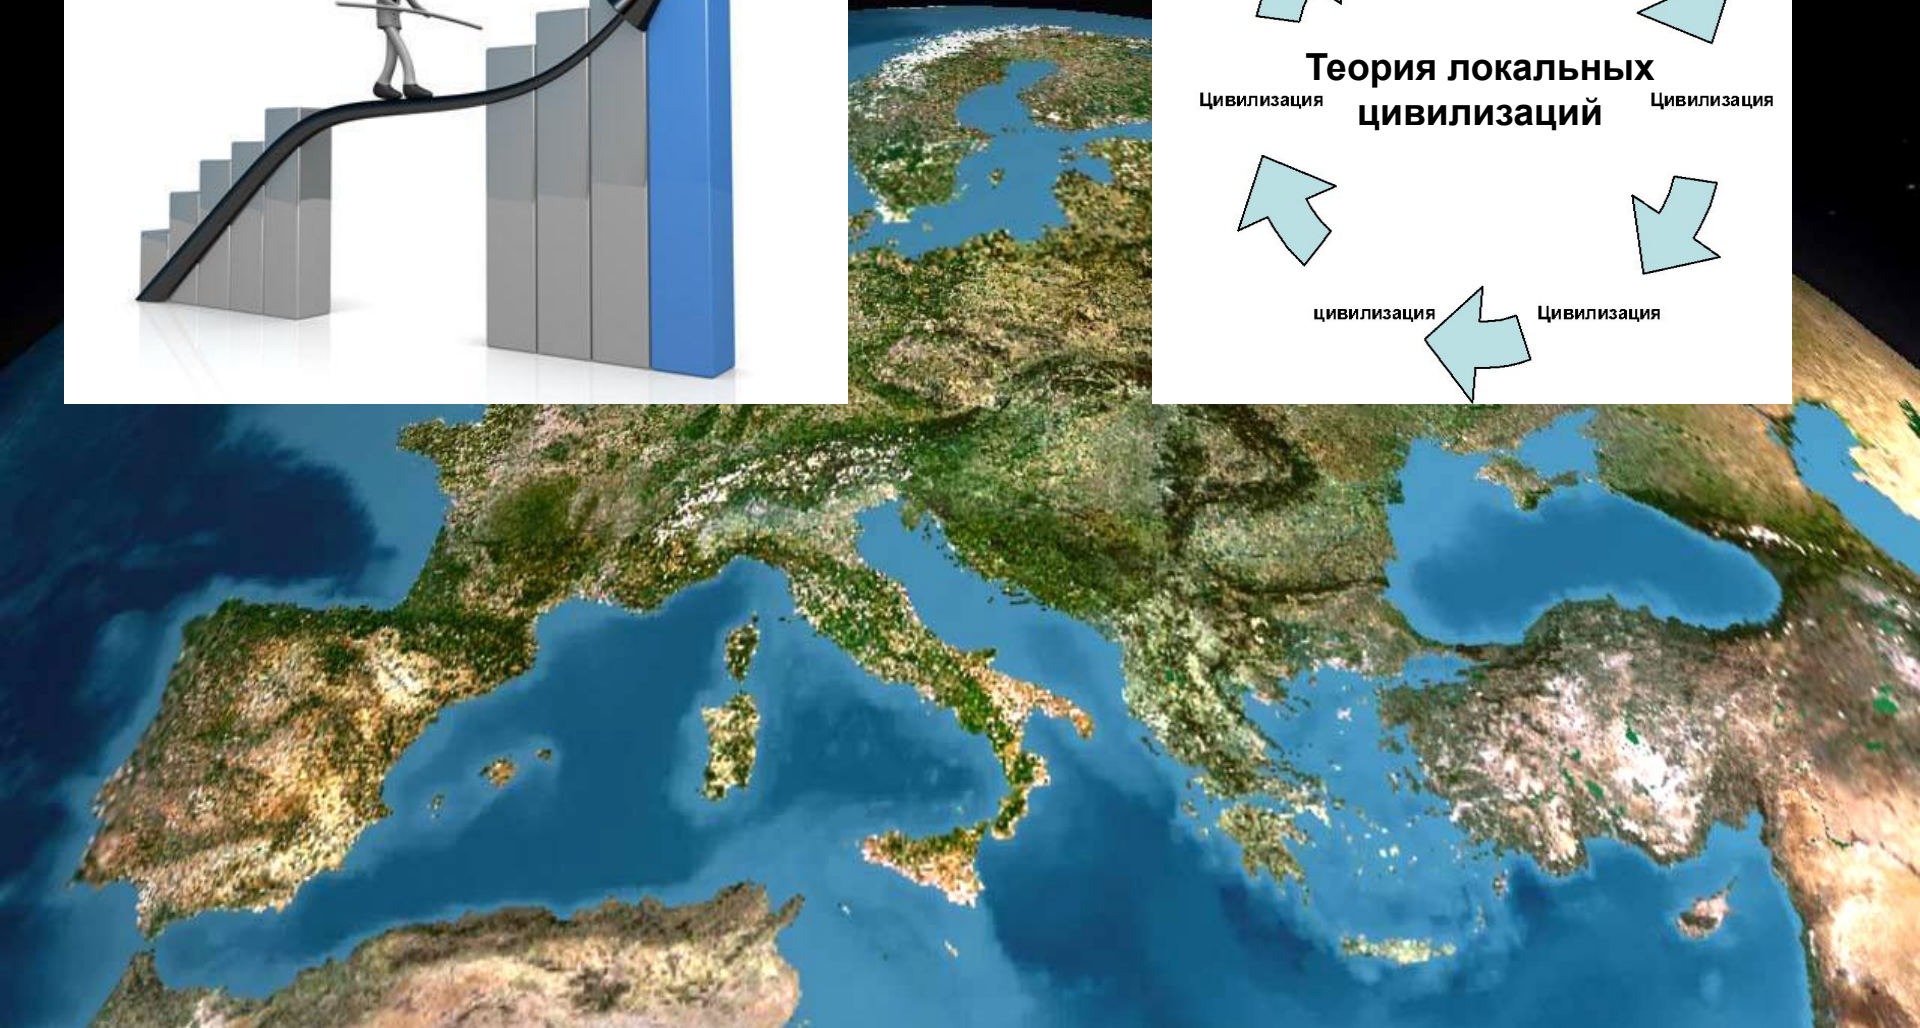 Теория локальных
цивилизаций
Цивилизация
Цивилизация
цивилизация
Цивилизация